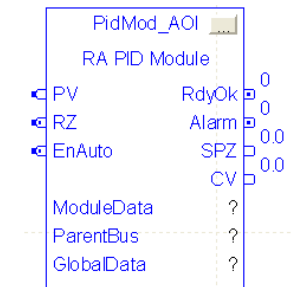 PidMod_AOI ...
RA PID Module
PV RdyOk 0
RZ Alarm 0
EnAuto SPZ 0.0
CV 0.0
ModuleData ?
ParentBus ?
GlobalData ?